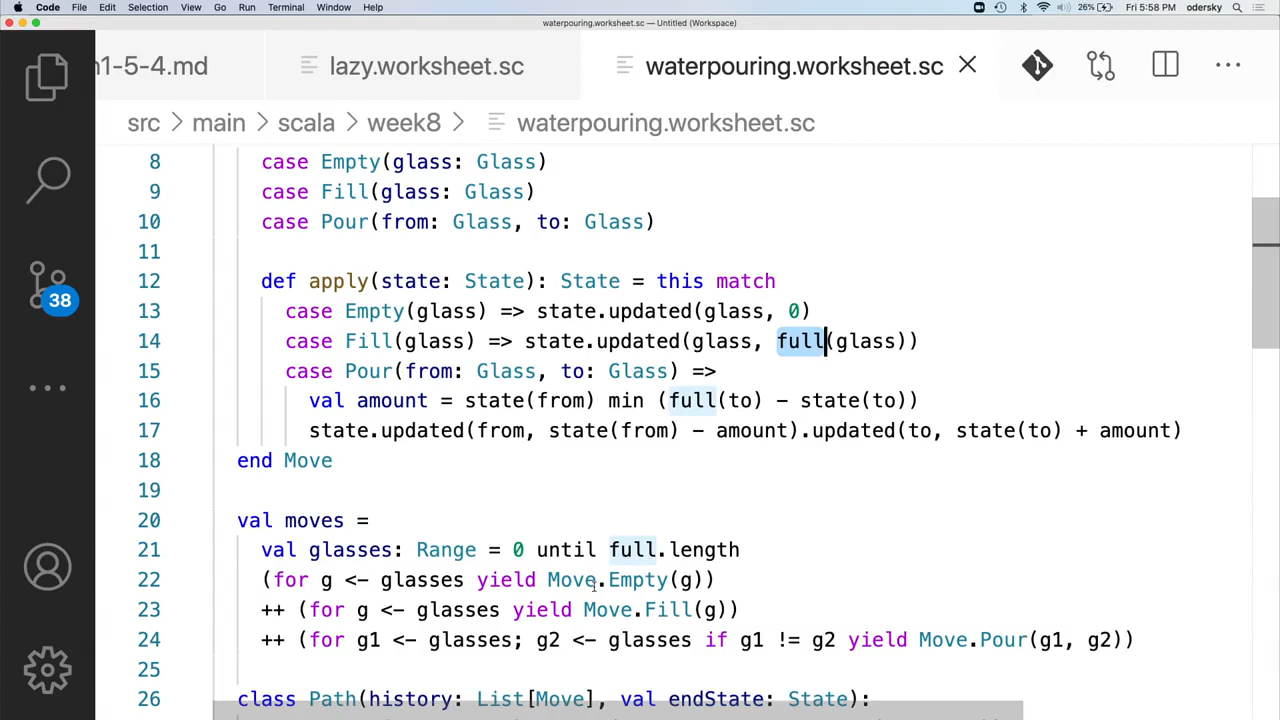 Code File Edit Selection View Go Run Terminal Window Help 26% Fri 5:58 PM odersky
waterpouring.worksheet.sc — Untitled (Workspace)
1-5-4.md lazy.worksheet.sc waterpouring.worksheet.sc
src > main > scala > week8 > waterpouring.worksheet.sc
8 case Empty(glass: Glass)
9 case Fill(glass: Glass)
10 case Pour(from: Glass, to: Glass)
11
12 def apply(state: State): State = this match
13 case Empty(glass) => state.updated(glass, 0)
14 case Fill(glass) => state.updated(glass, full(glass))
15 case Pour(from: Glass, to: Glass) =>
16 val amount = state(from) min (full(to) - state(to))
17 state.updated(from, state(from) - amount).updated(to, state(to) + amount)
18 end Move
19
20 val moves =
21 val glasses: Range = 0 until full.length
22 (for g <- glasses yield Move.Empty(g))
23 ++ (for g <- glasses yield Move.Fill(g))
24 ++ (for g1 <- glasses; g2 <- glasses if g1 != g2 yield Move.Pour(g1, g2))
25
26 class Path(history: List[Move], val endState: State):
38